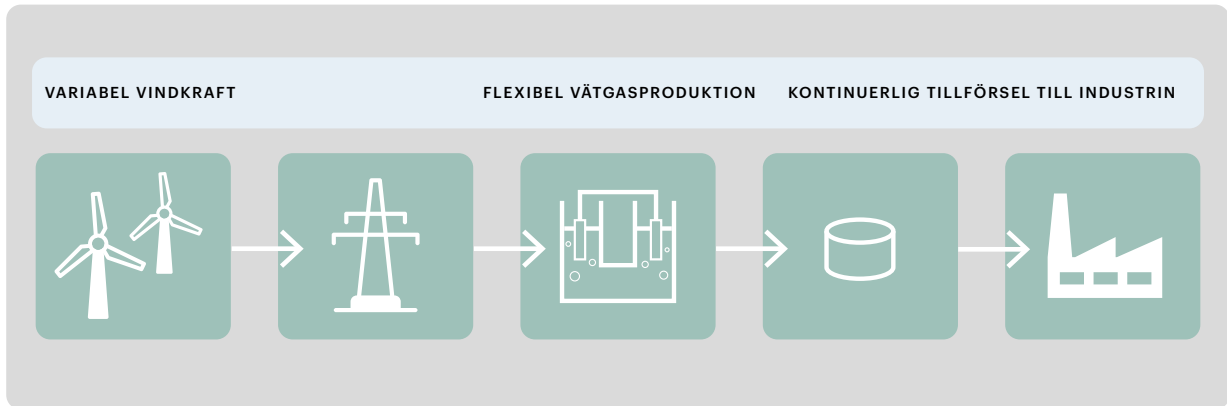 VARIABEL VINDKRAFT
FLEXIBEL VÄTGASPRODUKTION
KONTINUERLIG TILLFÖRSEL TILL INDUSTRIN